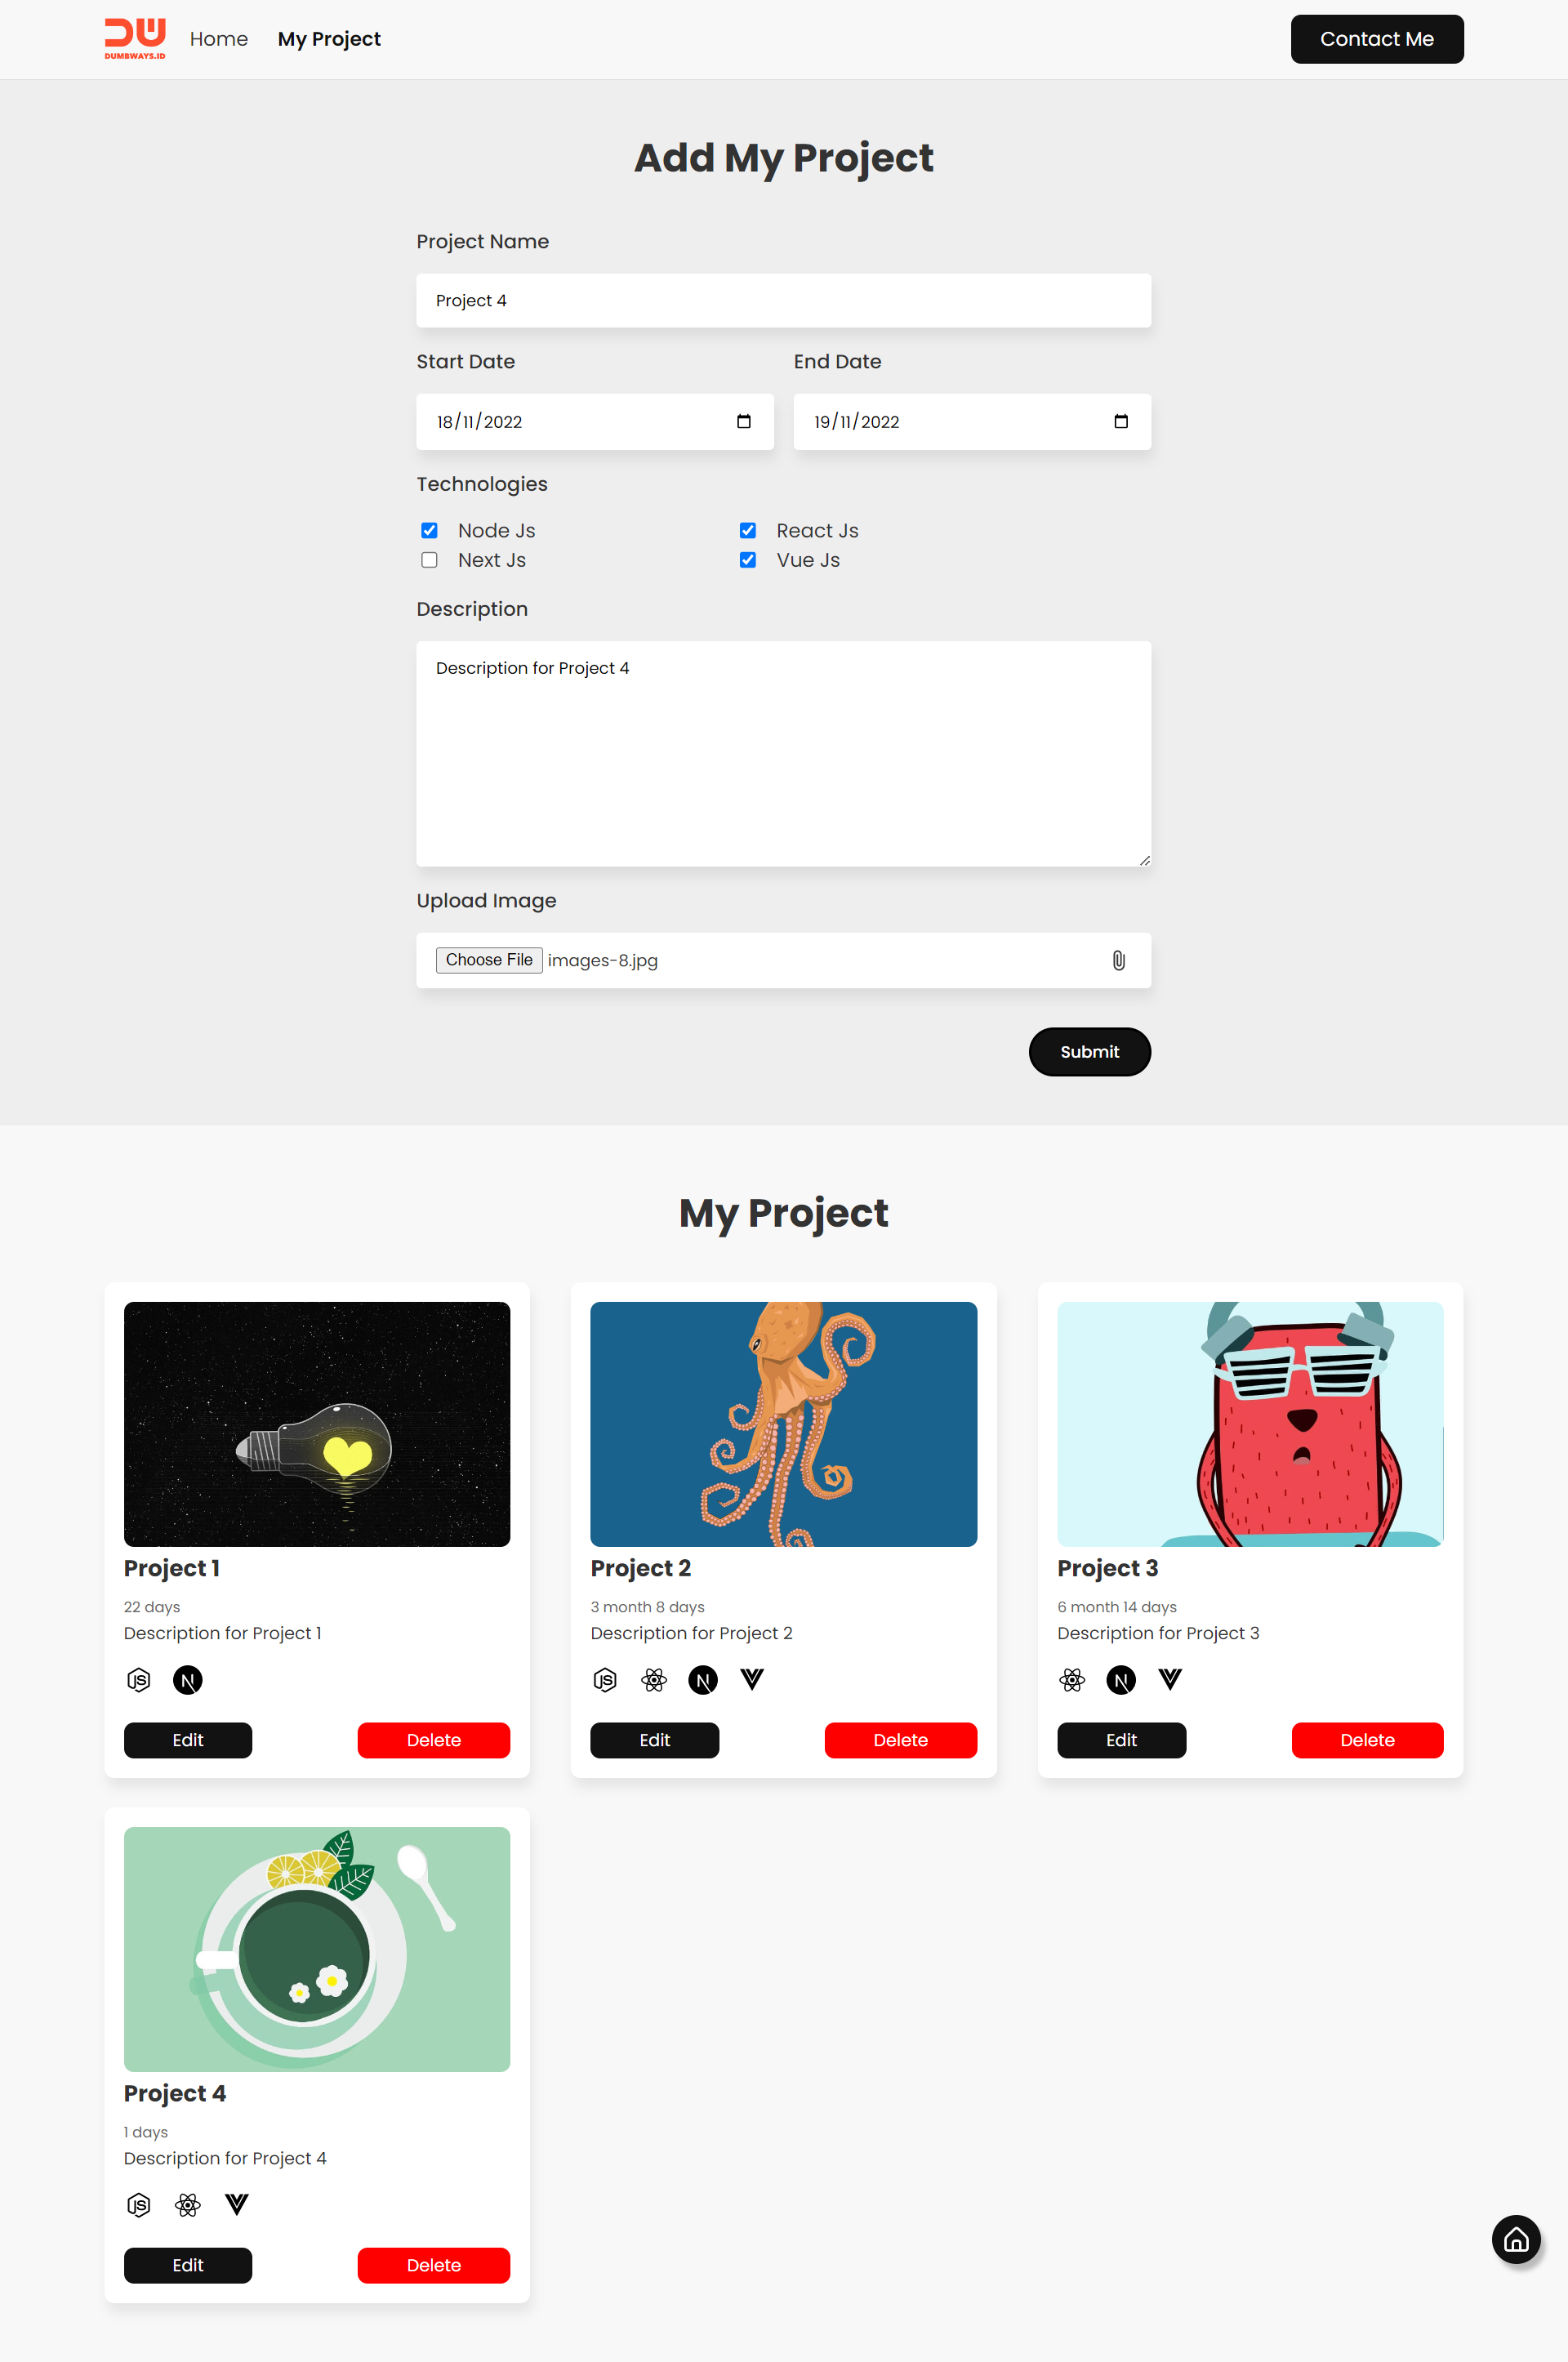 DUMBWAYS.ID
Home
My Project
Contact Me
Add My Project
Project Name
Project 4
Start Date
End Date
18/11/2022
19/11/2022
Technologies
Node Js
React Js
Next Js
Vue Js
Description
Description for Project 4
Upload Image
Choose File images-8.jpg
Submit
My Project
Project 1
22 days
Description for Project 1
JS N
Edit
Delete
Project 2
3 month 8 days
Description for Project 2
JS N
Edit
Delete
Project 3
6 month 14 days
Description for Project 3
N
Edit
Delete
Project 4
1 days
Description for Project 4
JS
Edit
Delete